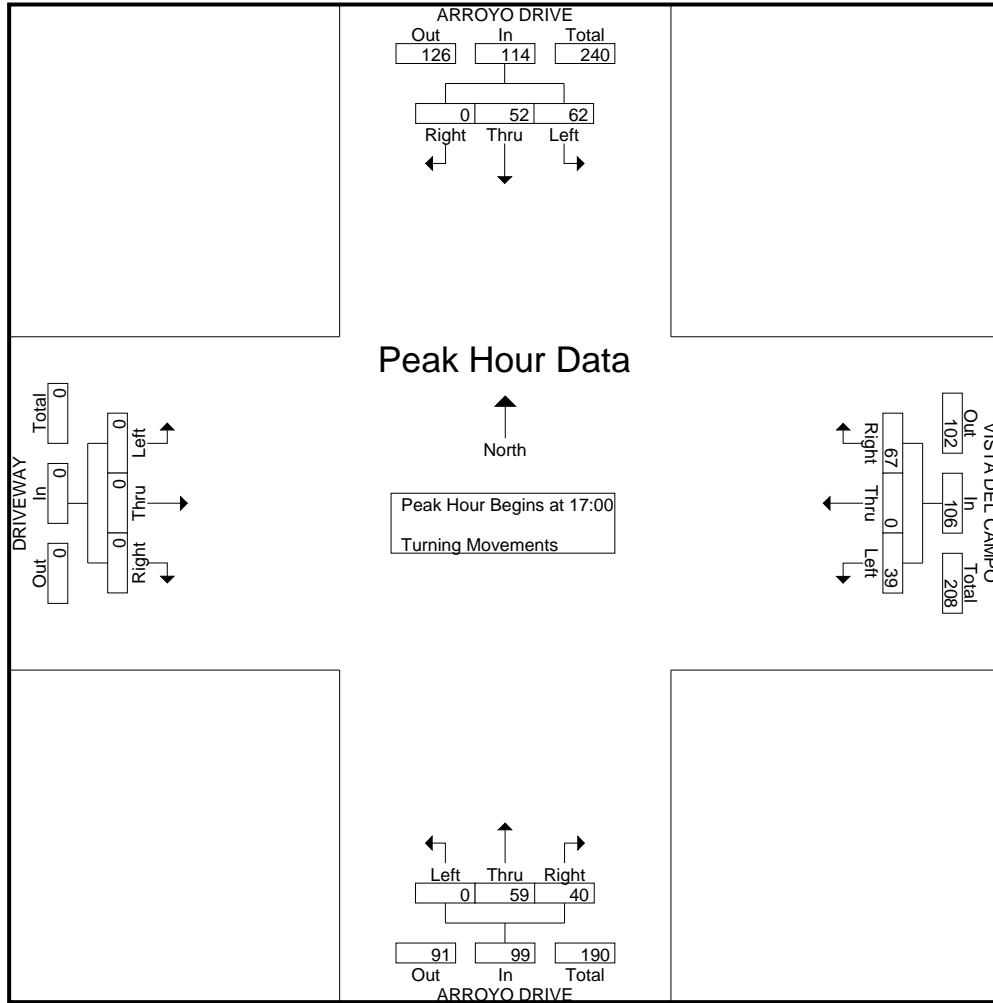 ARROYO DRIVE
Out In Total
126 114 240
0 52 62
Right Thru Left
Peak Hour Data
North
Peak Hour Begins at 17:00
Turning Movements
DRIVEWAY
Total In Out
0 0 0
0 0 0
Left Thru Right
VISTA DEL CAMPO
Out In Total
102 106 208
67 0 39
Right Thru Left
Left Thru Right
0 59 40
91 99 190
Out In Total
ARROYO DRIVE